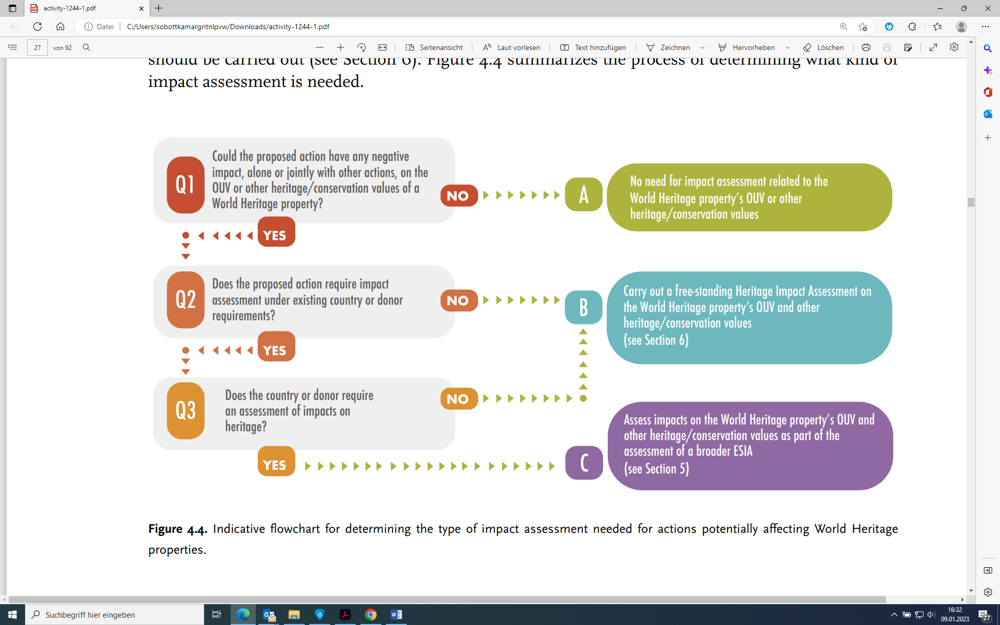 activity-1244-1.pdf
Datei
C:/Users/sobottkamargritnlpvw/Downloads/activity-1244-1.pdf
27 von 92
Seitenansicht
Laut vorlesen
Text hinzufügen
Zeichnen
Hervorheben
Löschen
should be carried out (see Section 6). Figure 4.4 summarizes the process of determining what kind of
impact assessment is needed.
Q1
Could the proposed action have any negative
impact, alone or jointly with other actions, on the
OUV or other heritage/conservation values of a
World Heritage property?
NO
A
No need for impact assessment related to the
World Heritage property's OUV or other
heritage/conservation values
YES
Q2
Does the proposed action require impact
assessment under existing country or donor
requirements?
NO
B
Carry out a free-standing Heritage Impact Assessment on
the World Heritage property's OUV and other
heritage/conservation values
(see Section 6)
YES
Q3
Does the country or donor require
an assessment of impacts on
heritage?
NO
YES
C
Assess impacts on the World Heritage property's OUV and
other heritage/conservation values as part of the
assessment of a broader ESIA
(see Section 5)
Figure 4.4. Indicative flowchart for determining the type of impact assessment needed for actions potentially affecting World Heritage
properties.
Suchbegriff hier eingeben
16:32
09.01.2023
27